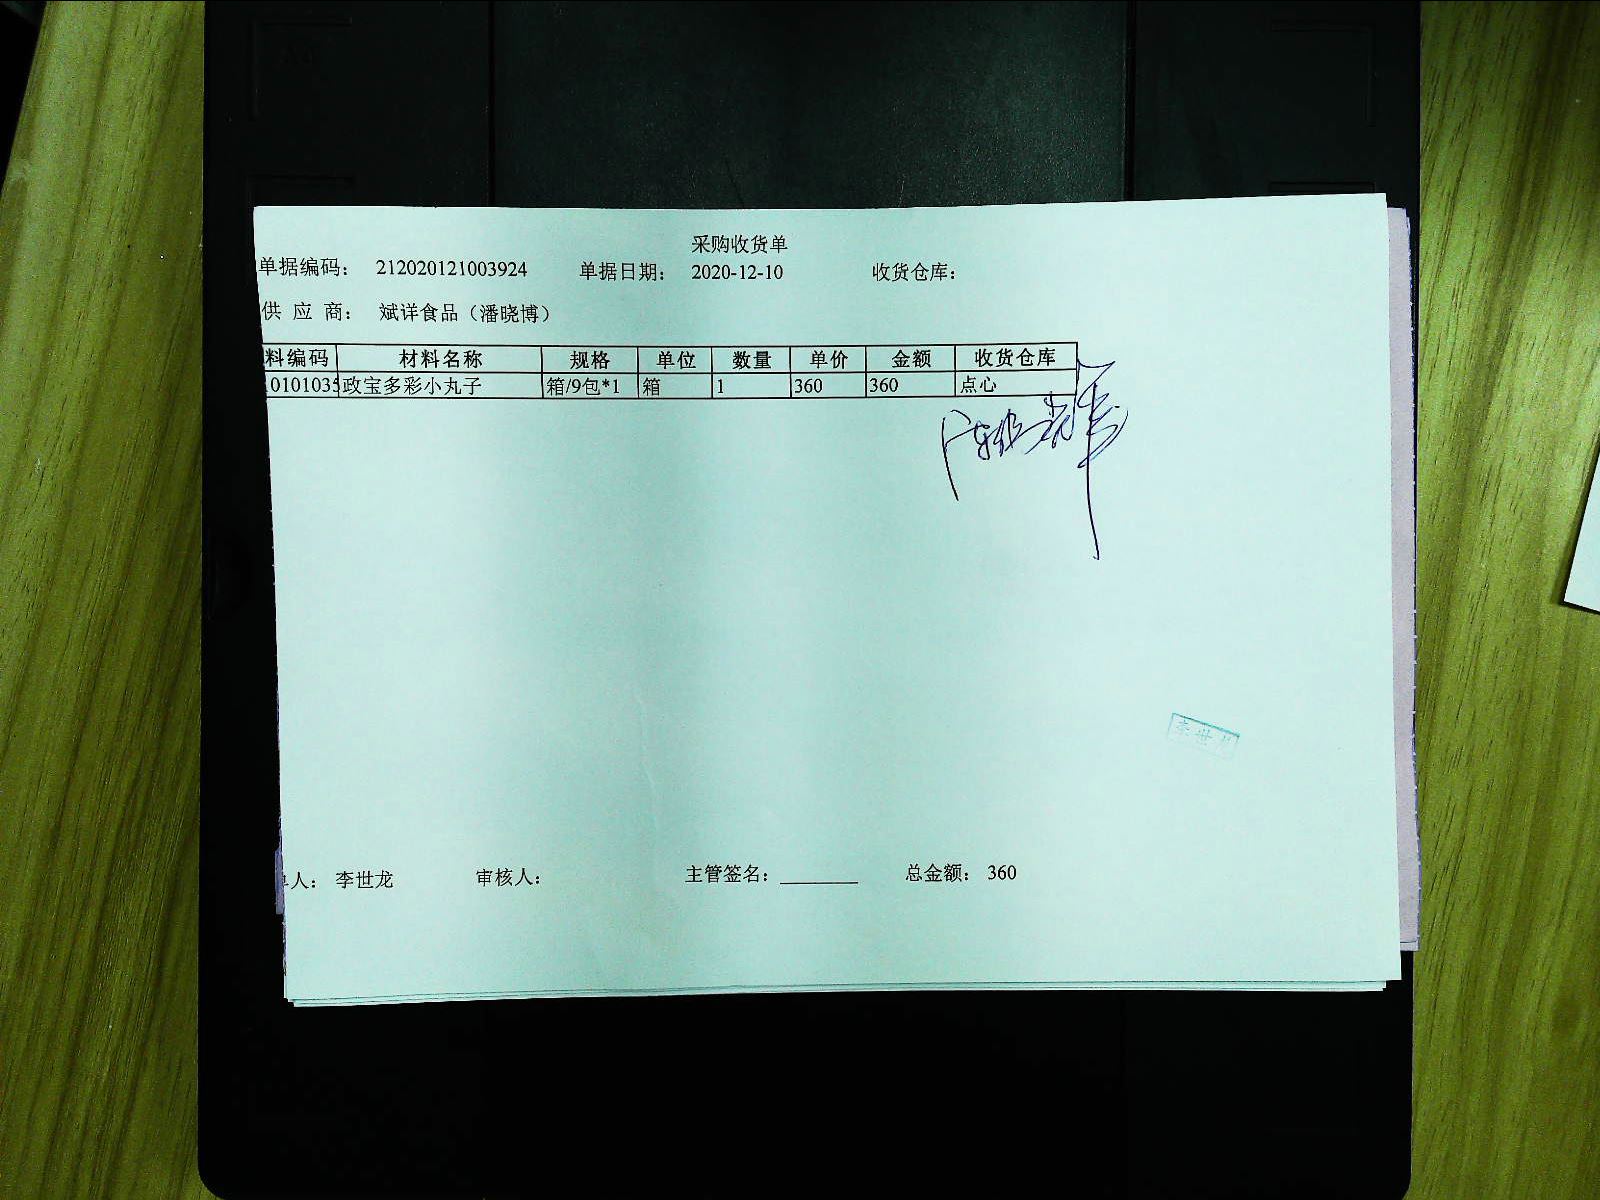 采购收货单
单据编码： 212020121003924 单据日期： 2020-12-10 收货仓库：
供 应 商： 斌详食品（潘晓博）
料编码 材料名称 规格 单位 数量 单价 金额 收货仓库
0101035 政宝多彩小丸子 箱/9包*1 箱 1 360 360 点心
李世
人： 李世龙 审核人： 主管签名：________ 总金额： 360